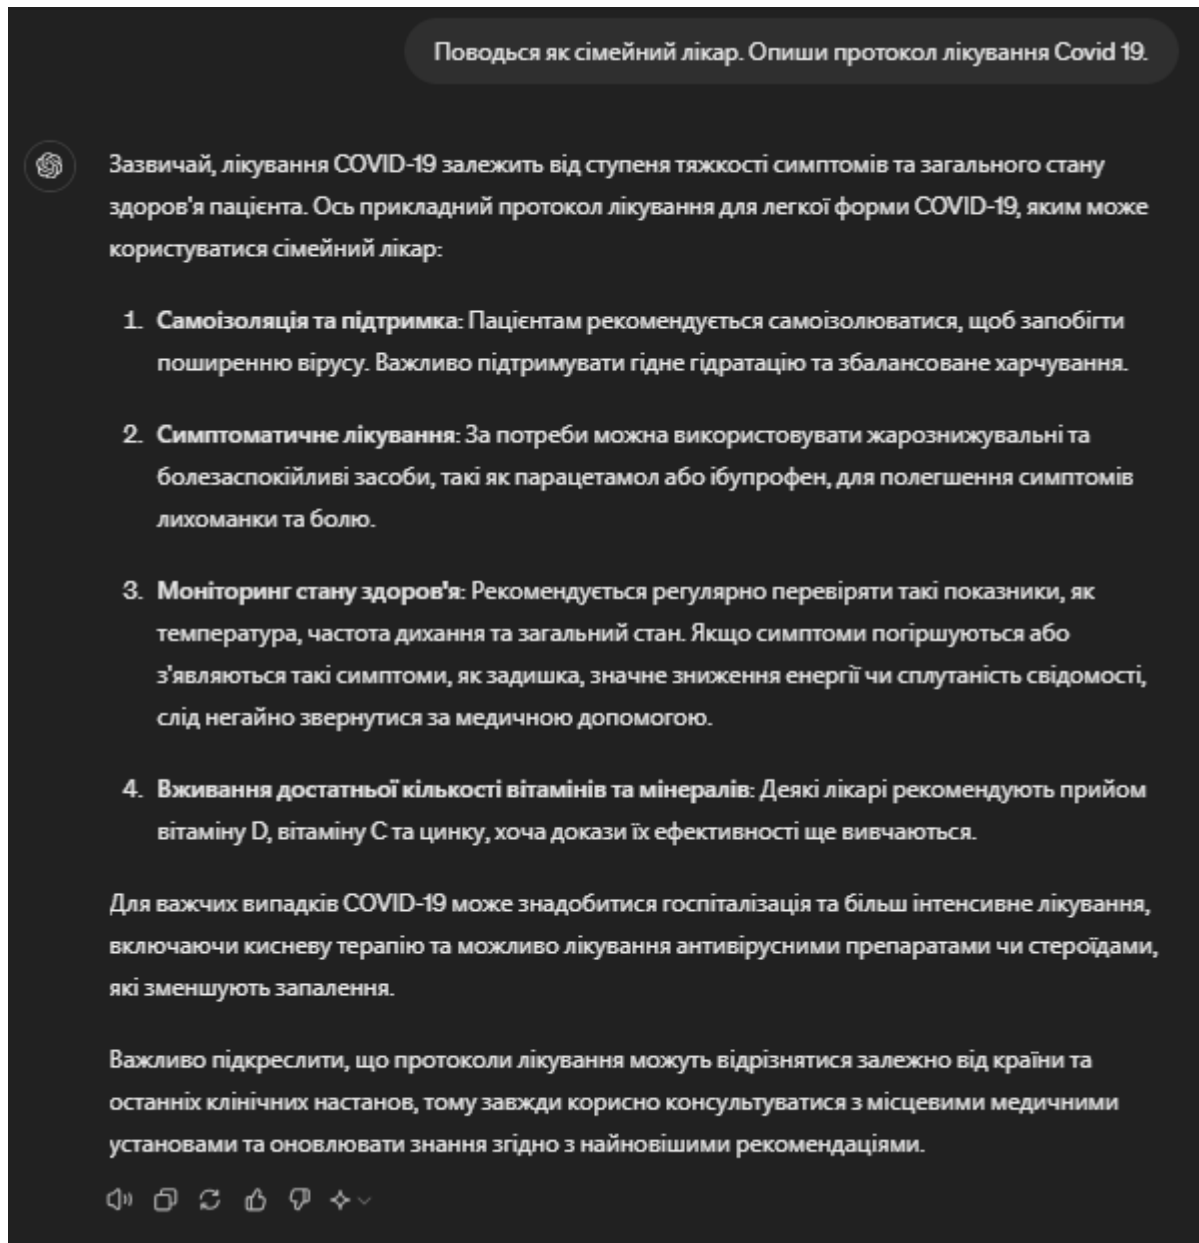 Поводься як сімейний лікар. Опиши протокол лікування Covid 19.
Зазвичай, лікування COVID-19 залежить від ступеня тяжкості симптомів та загального стану
здоров'я пацієнта. Ось прикладний протокол лікування для легкої форми COVID-19, яким може
користуватися сімейний лікар:
1. Самоізоляція та підтримка: Пацієнтам рекомендується самоізолюватися, щоб запобігти
поширенню вірусу. Важливо підтримувати гідне гідратацію та збалансоване харчування.
2. Симптоматичне лікування: За потреби можна використовувати жарознижувальні та
болезаспокійливі засоби, такі як парацетамол або ібупрофен, для полегшення симптомів
лихоманки та болю.
3. Моніторинг стану здоров'я: Рекомендується регулярно перевіряти такі показники, як
температура, частота дихання та загальний стан. Якщо симптоми погіршуються або
з'являються такі симптоми, як задишка, значне зниження енергії чи сплутаність свідомості,
слід негайно звернутися за медичною допомогою.
4. Вживання достатньої кількості вітамінів та мінералів: Деякі лікарі рекомендують прийом
вітаміну D, вітаміну C та цинку, хоча докази їх ефективності ще вивчаються.
Для важчих випадків COVID-19 може знадобитися госпіталізація та більш інтенсивне лікування,
включаючи кисневу терапію та можливо лікування антивірусними препаратами чи стероїдами,
які зменшують запалення.
Важливо підкреслити, що протоколи лікування можуть відрізнятися залежно від країни та
останніх клінічних настанов, тому завжди корисно консультуватися з місцевими медичними
установами та оновлювати знання згідно з найновішими рекомендаціями.